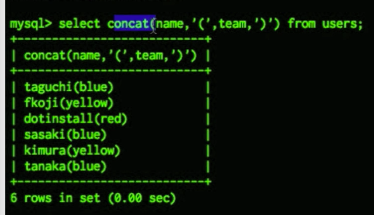 mysql> select concat(name,'(',team,')') from users;
+---------------------------+
| concat(name,'(',team,')') |
+---------------------------+
| taguchi(blue) |
| fkoji(yellow) |
| dotinstall(red) |
| sasaki(blue) |
| kimura(yellow) |
| tanaka(blue) |
+---------------------------+
6 rows in set (0.00 sec)